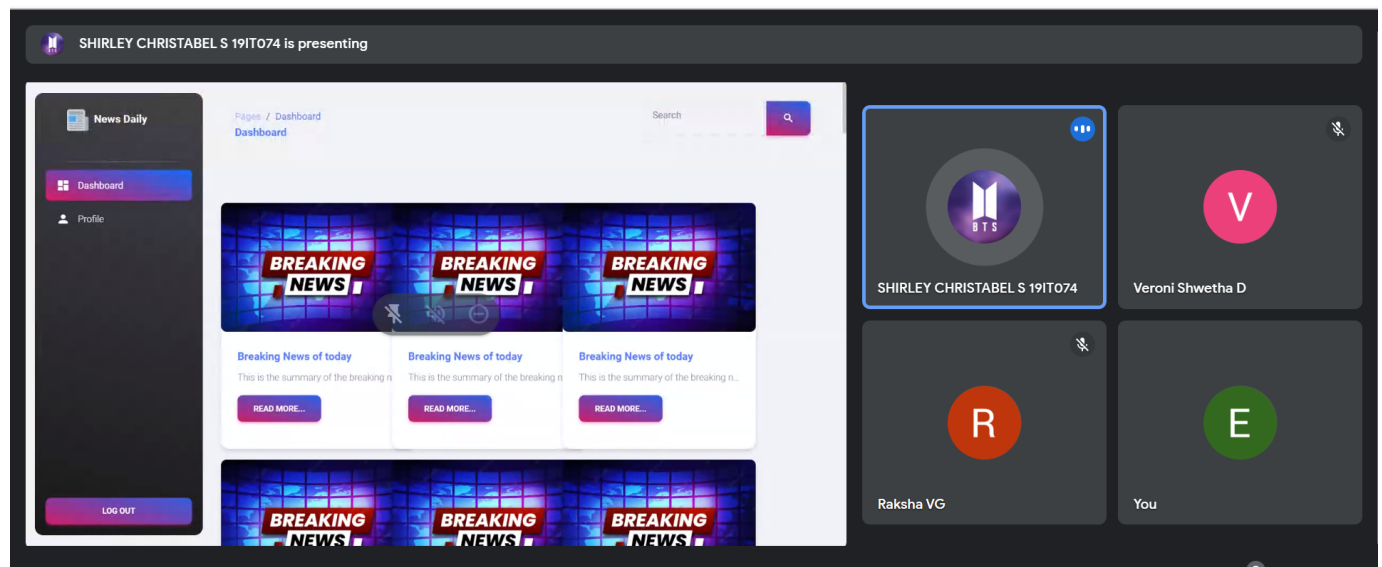 SHIRLEY CHRISTABEL S 19IT074 is presenting
News Daily
Pages / Dashboard
Dashboard
Search
Dashboard
Profile
BREAKING NEWS
BREAKING NEWS
BREAKING NEWS
Breaking News of today
Breaking News of today
Breaking News of today
This is the summary of the breaking n
This is the summary of the breaking n
This is the summary of the breaking n...
READ MORE...
READ MORE...
READ MORE...
BREAKING NEWS
BREAKING NEWS
BREAKING NEWS
LOG OUT
BTS
SHIRLEY CHRISTABEL S 19IT074
V
Veroni Shwetha D
R
Raksha VG
E
You